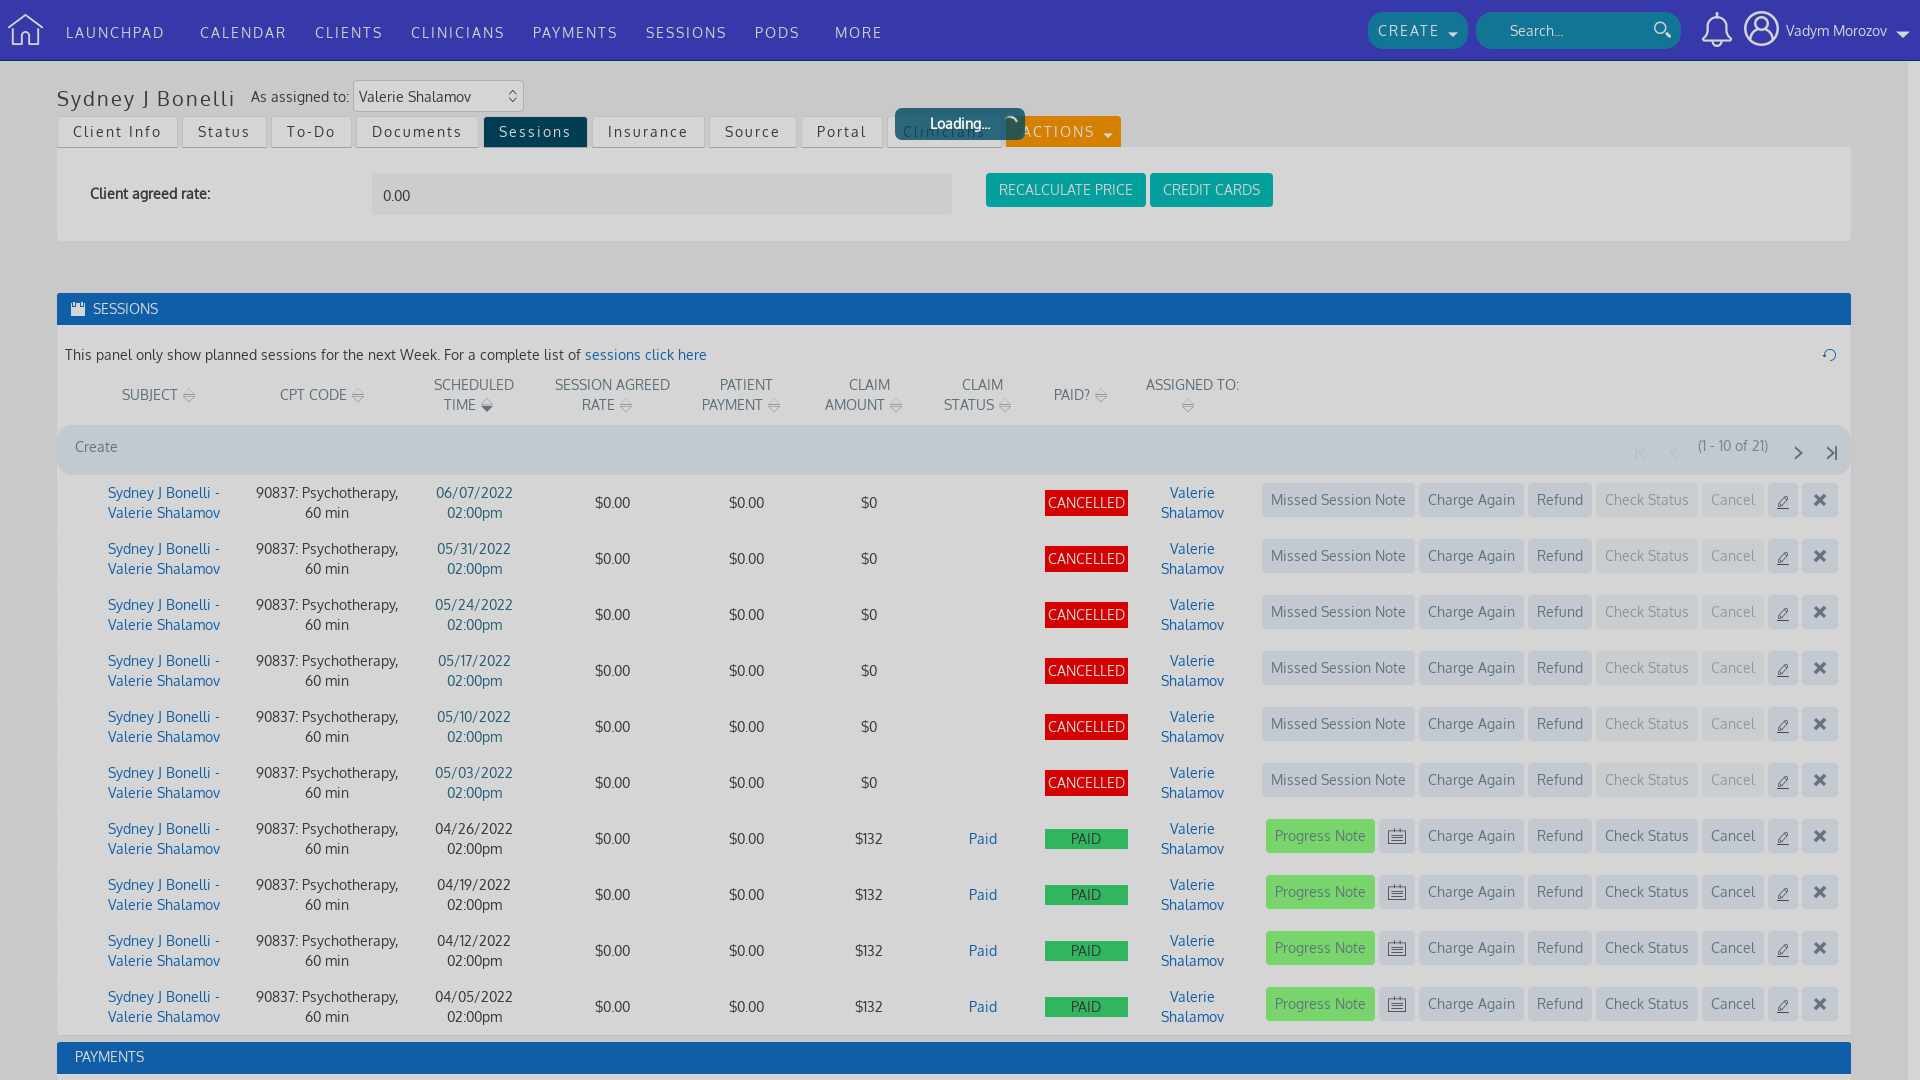 LAUNCHPAD CALENDAR CLIENTS CLINICIANS PAYMENTS SESSIONS PODS MORE CREATE Search... Vadym Morozov
Sydney J Bonelli As assigned to: Valerie Shalamov
Loading...
Client Info Status To-Do Documents Sessions Insurance Source Portal Clinicians ACTIONS
Client agreed rate: 0.00 RECALCULATE PRICE CREDIT CARDS
SESSIONS
This panel only show planned sessions for the next Week. For a complete list of sessions click here
SUBJECT CPT CODE SCHEDULED TIME SESSION AGREED RATE PATIENT PAYMENT CLAIM AMOUNT CLAIM STATUS PAID? ASSIGNED TO:
Create (1 - 10 of 21)
Sydney J Bonelli - 90837: Psychotherapy, 06/07/2022 $0.00 $0.00 $0 CANCELLED Valerie Missed Session Note Charge Again Refund Check Status Cancel
Valerie Shalamov 60 min 02:00pm Shalamov
Sydney J Bonelli - 90837: Psychotherapy, 05/31/2022 $0.00 $0.00 $0 CANCELLED Valerie Missed Session Note Charge Again Refund Check Status Cancel
Valerie Shalamov 60 min 02:00pm Shalamov
Sydney J Bonelli - 90837: Psychotherapy, 05/24/2022 $0.00 $0.00 $0 CANCELLED Valerie Missed Session Note Charge Again Refund Check Status Cancel
Valerie Shalamov 60 min 02:00pm Shalamov
Sydney J Bonelli - 90837: Psychotherapy, 05/17/2022 $0.00 $0.00 $0 CANCELLED Valerie Missed Session Note Charge Again Refund Check Status Cancel
Valerie Shalamov 60 min 02:00pm Shalamov
Sydney J Bonelli - 90837: Psychotherapy, 05/10/2022 $0.00 $0.00 $0 CANCELLED Valerie Missed Session Note Charge Again Refund Check Status Cancel
Valerie Shalamov 60 min 02:00pm Shalamov
Sydney J Bonelli - 90837: Psychotherapy, 05/03/2022 $0.00 $0.00 $0 CANCELLED Valerie Missed Session Note Charge Again Refund Check Status Cancel
Valerie Shalamov 60 min 02:00pm Shalamov
Sydney J Bonelli - 90837: Psychotherapy, 04/26/2022 $0.00 $0.00 $132 Paid PAID Valerie Progress Note Charge Again Refund Check Status Cancel
Valerie Shalamov 60 min 02:00pm Shalamov
Sydney J Bonelli - 90837: Psychotherapy, 04/19/2022 $0.00 $0.00 $132 Paid PAID Valerie Progress Note Charge Again Refund Check Status Cancel
Valerie Shalamov 60 min 02:00pm Shalamov
Sydney J Bonelli - 90837: Psychotherapy, 04/12/2022 $0.00 $0.00 $132 Paid PAID Valerie Progress Note Charge Again Refund Check Status Cancel
Valerie Shalamov 60 min 02:00pm Shalamov
Sydney J Bonelli - 90837: Psychotherapy, 04/05/2022 $0.00 $0.00 $132 Paid PAID Valerie Progress Note Charge Again Refund Check Status Cancel
Valerie Shalamov 60 min 02:00pm Shalamov
PAYMENTS